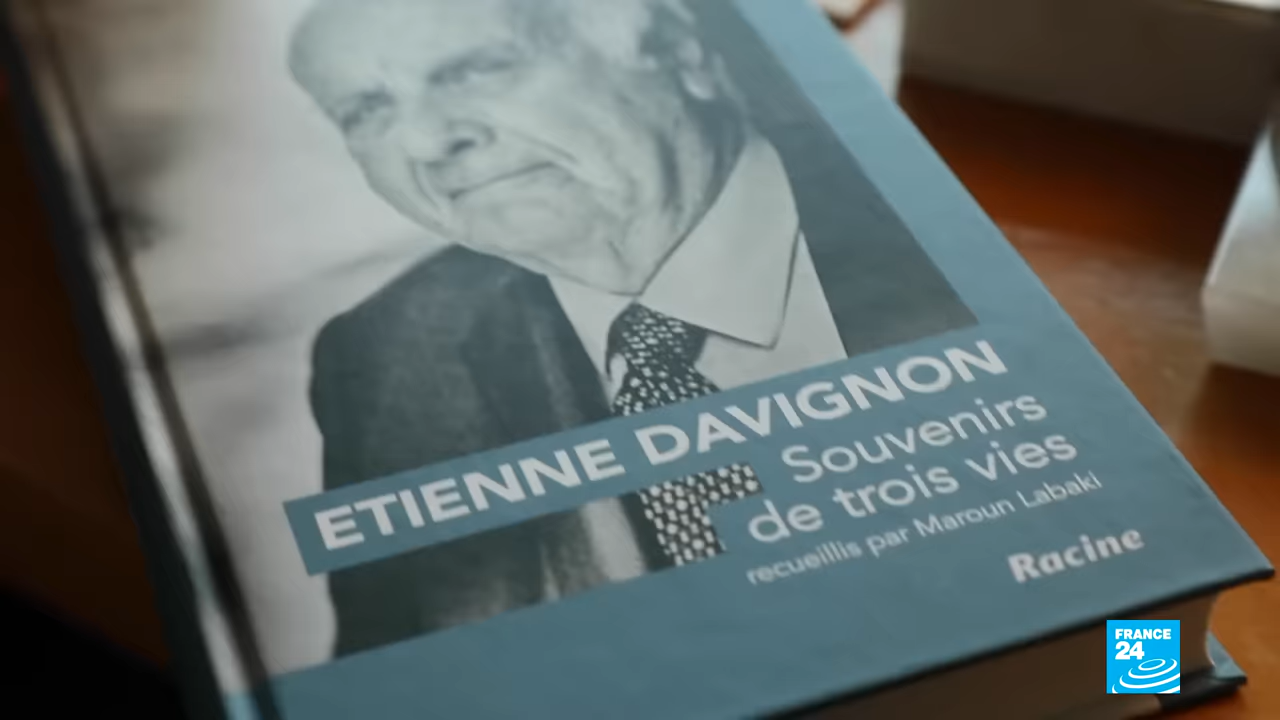 ETIENNE DAVIGNON
Souvenirs
de trois vies
recueillis par Maroun Labaki
Racine
FRANCE
24